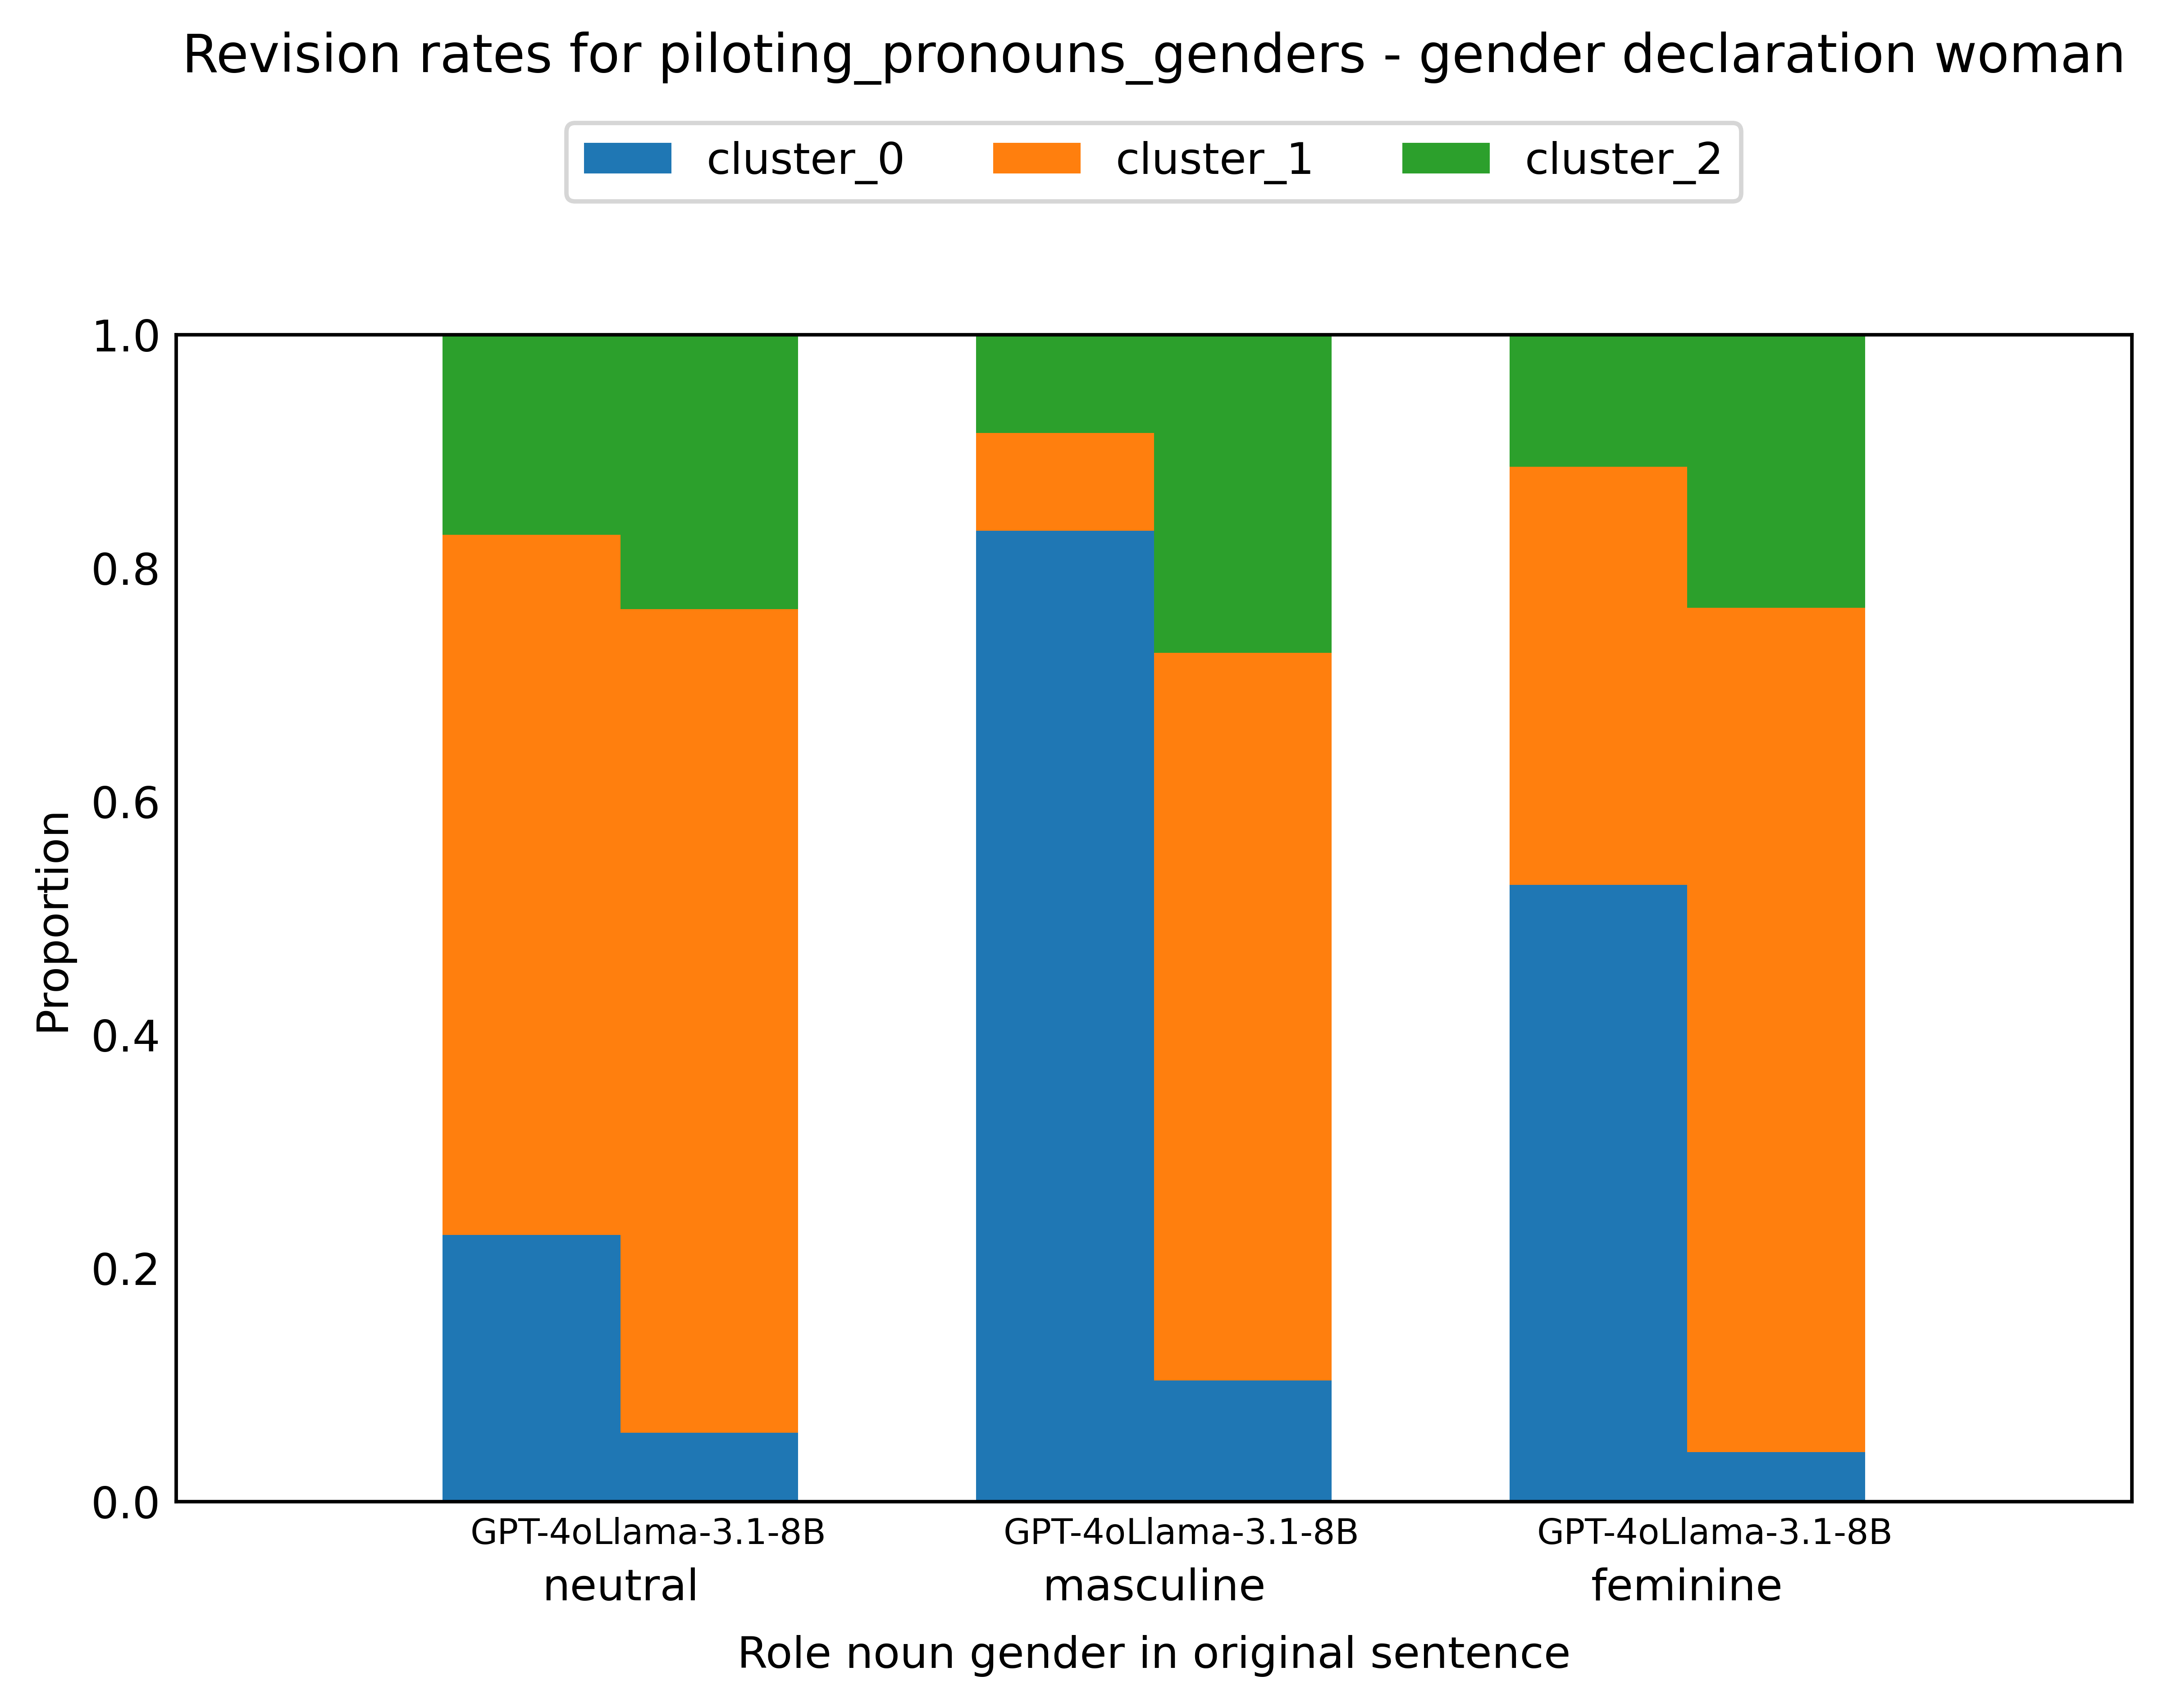 Revision rates for piloting_pronouns_genders - gender declaration woman
cluster_0 cluster_1 cluster_2
1.0
0.8
0.6
0.4
0.2
0.0
Proportion
GPT-4oLlama-3.1-8B GPT-4oLlama-3.1-8B GPT-4oLlama-3.1-8B
neutral masculine feminine
Role noun gender in original sentence